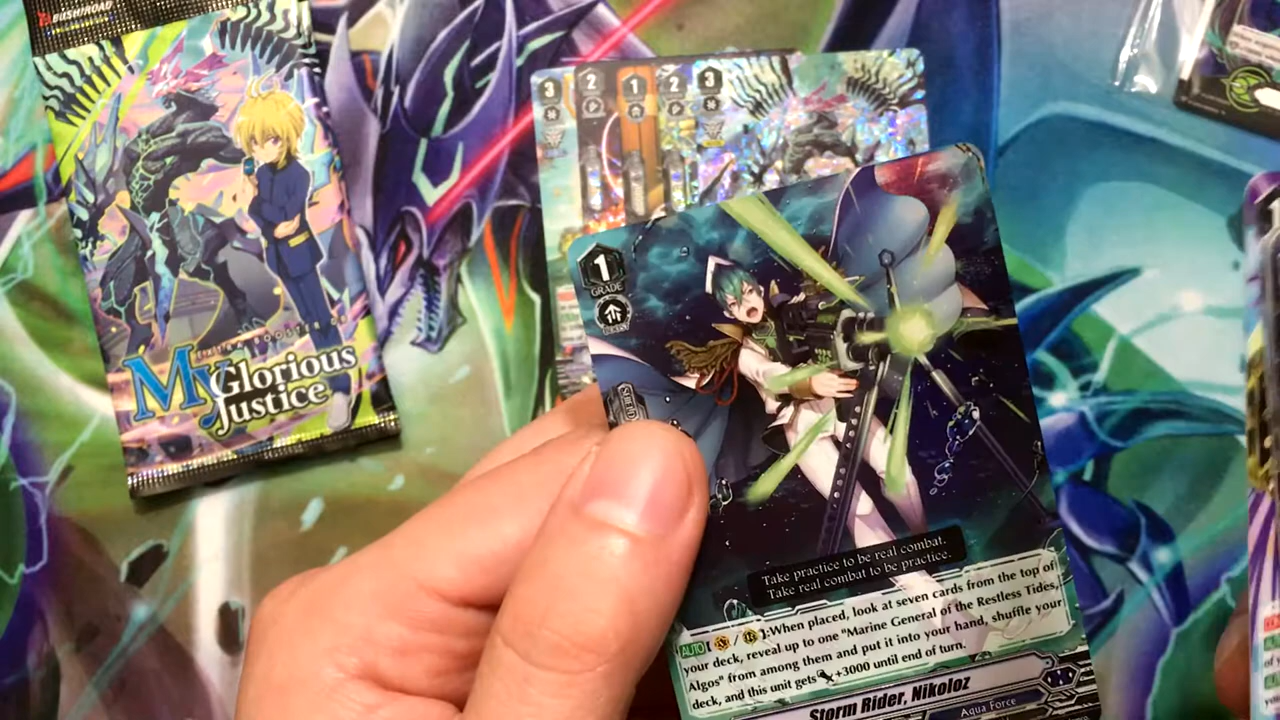 BUSHIROAD
My Glorious
Justice
3
2
1
2
3
1
GRADE
SHIELD
Take practice to be real combat.
Take real combat to be practice.
AUTO [ / ]:When placed, look at seven cards from the top of
your deck, reveal up to one "Marine General of the Restless Tides,
Algos" from among them and put it into your hand, shuffle your
deck, and this unit gets +3000 until end of turn.
Storm Rider, Nikoloz
Aqua Force